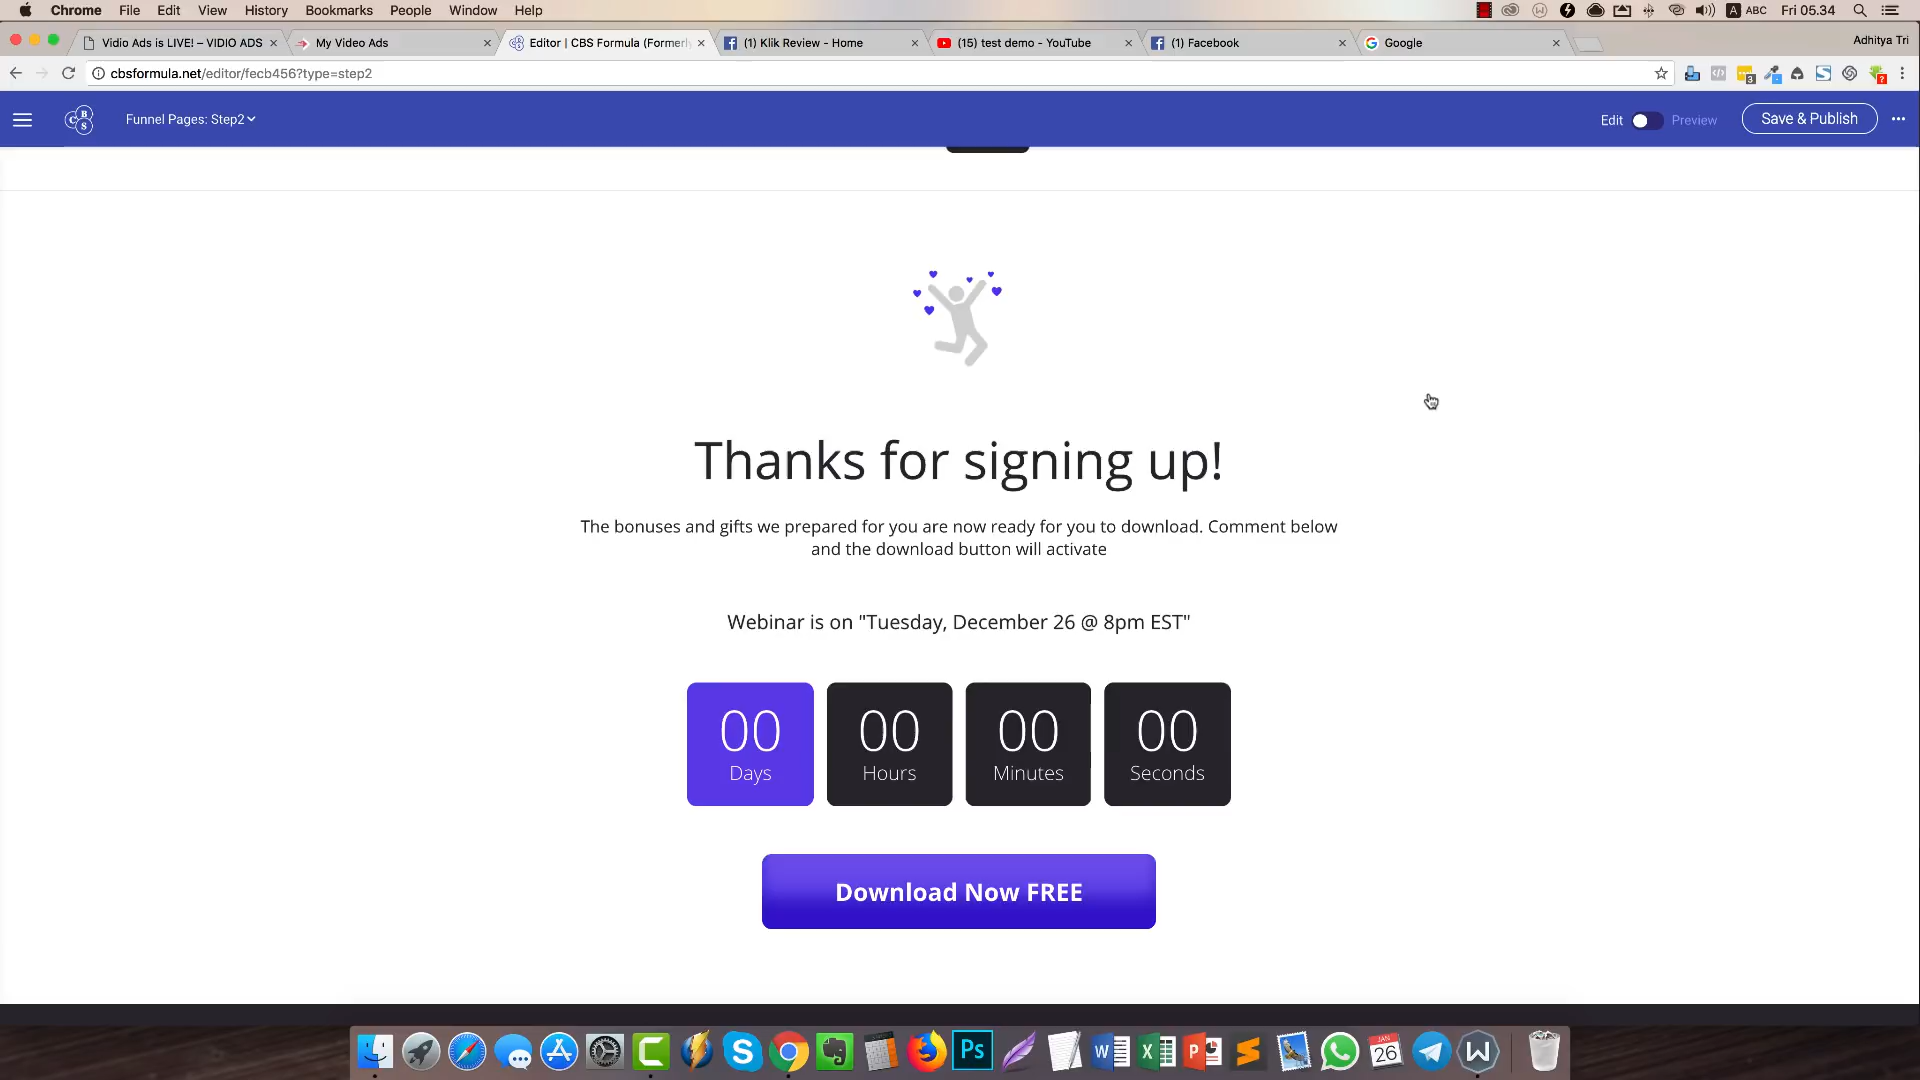 Chrome File Edit View History Bookmarks People Window Help ABC Fri 05.34
Vidio Ads is LIVE! – VIDIO ADS
My Video Ads
Editor | CBS Formula (Formerly
(1) Klik Review - Home
(15) test demo - YouTube
(1) Facebook
Google
Adhitya Tri
cbsformula.net/editor/fecb456?type=step2
Funnel Pages: Step2
Edit
Preview
Save & Publish
Thanks for signing up!
The bonuses and gifts we prepared for you are now ready for you to download. Comment below
and the download button will activate
Webinar is on "Tuesday, December 26 @ 8pm EST"
00 00 00 00
Days Hours Minutes Seconds
Download Now FREE
Ps
JAN
26